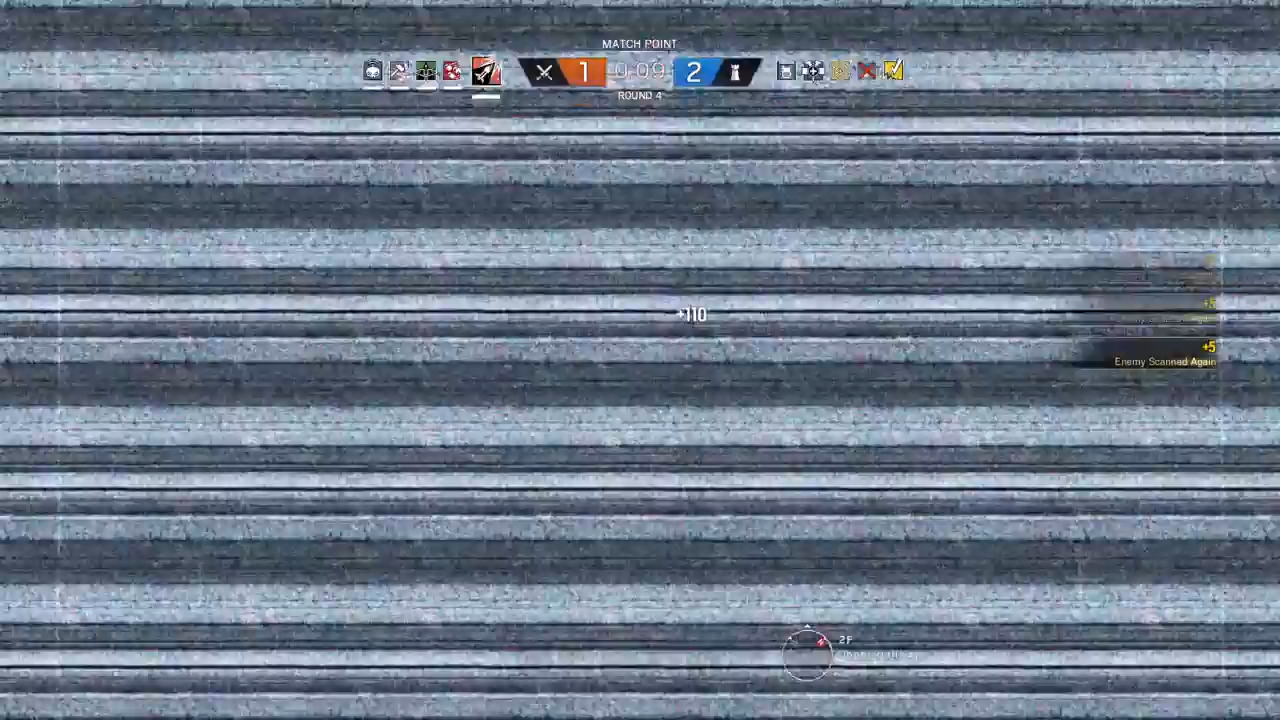 MATCH POINT
1 0:09 2
ROUND 4
+110
+5
+5
Enemy Scanned Again
2F